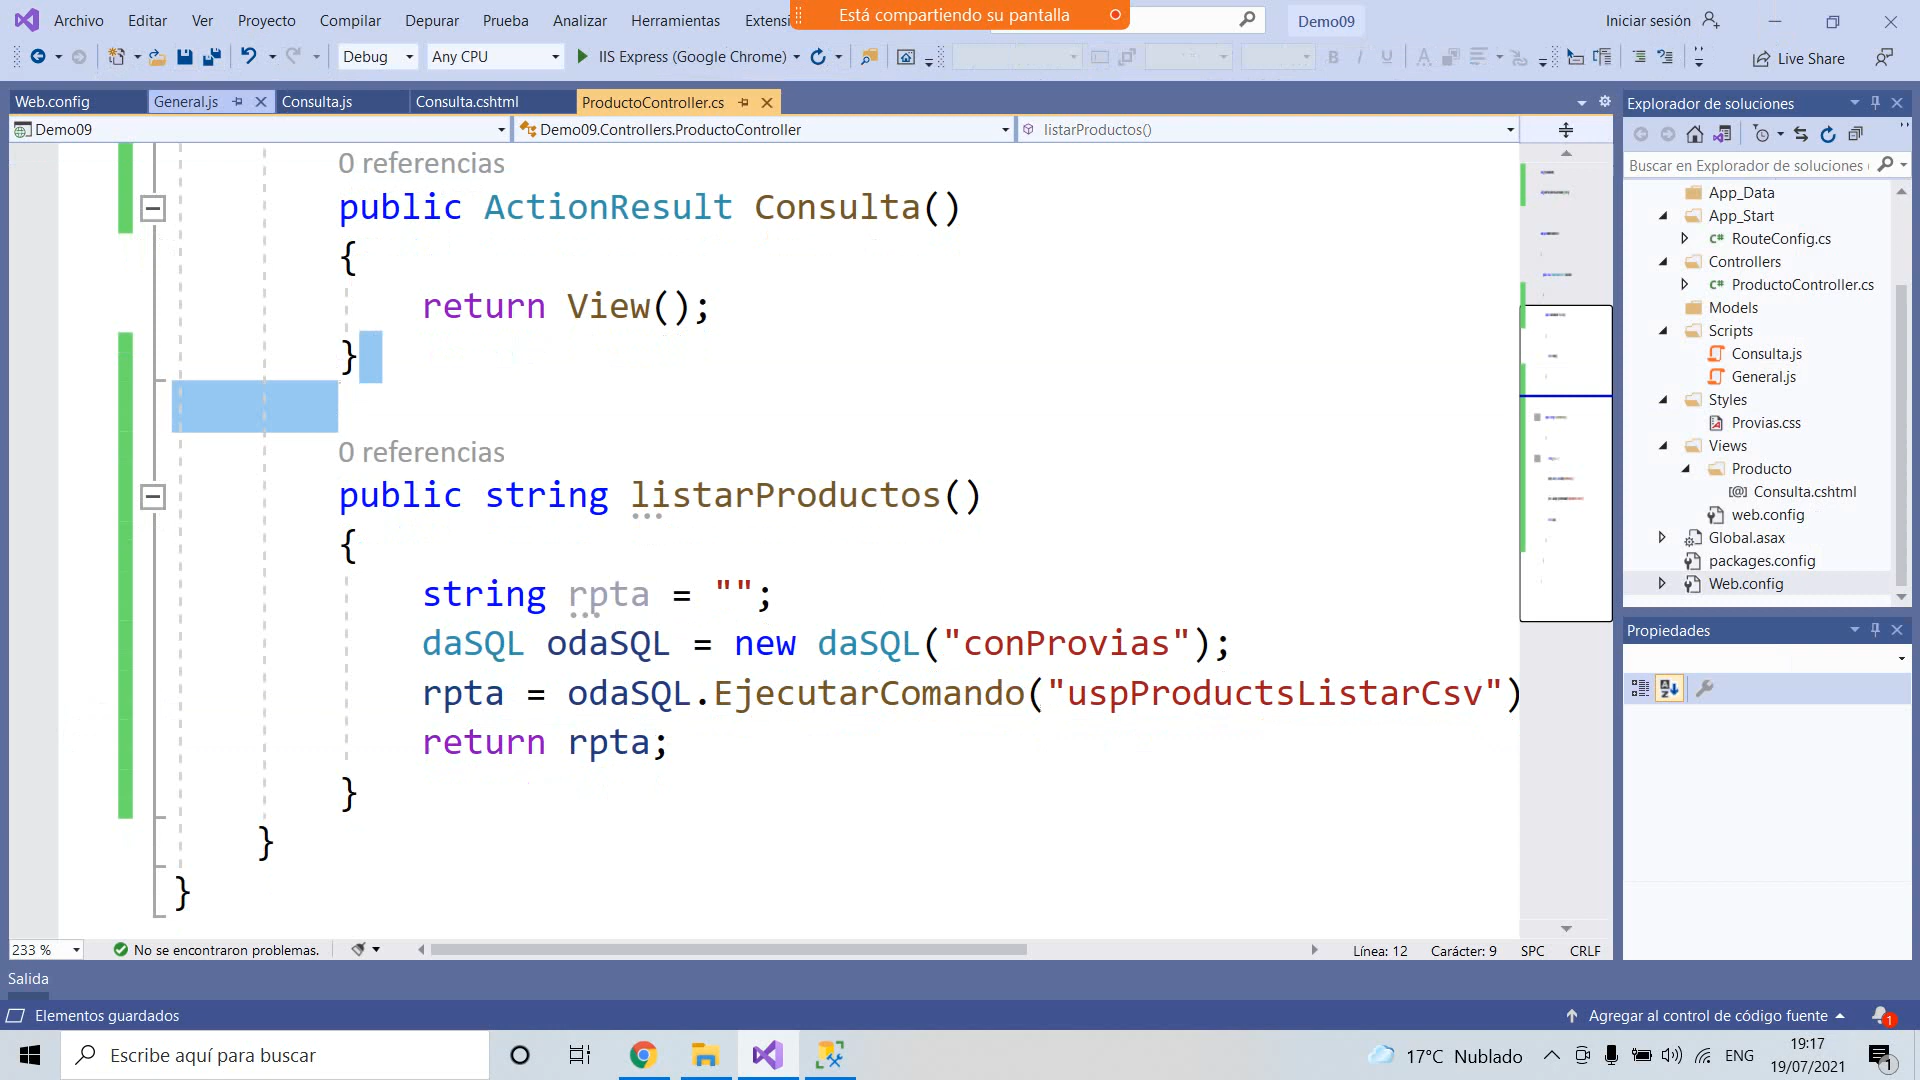 Archivo Editar Ver Proyecto Compilar Depurar Prueba Analizar Herramientas Extensi
Está compartiendo su pantalla
Demo09
Iniciar sesión
Debug Any CPU IIS Express (Google Chrome)
Live Share
Web.config General.js Consulta.js Consulta.cshtml ProductoController.cs
Demo09 Demo09.Controllers.ProductoController listarProductos()
0 referencias
public ActionResult Consulta()
{
return View();
}
0 referencias
public string listarProductos()
{
string rpta = "";
daSQL odaSQL = new daSQL("conProvias");
rpta = odaSQL.EjecutarComando("uspProductsListarCsv")
return rpta;
}
}
}
233 % No se encontraron problemas. Línea: 12 Carácter: 9 SPC CRLF
Explorador de soluciones
Buscar en Explorador de soluciones (
App_Data
App_Start
C# RouteConfig.cs
Controllers
C# ProductoController.cs
Models
Scripts
Consulta.js
General.js
Styles
Provias.css
Views
Producto
Consulta.cshtml
web.config
Global.asax
packages.config
Web.config
Propiedades
Salida
Elementos guardados
Agregar al control de código fuente
1
Escribe aquí para buscar
17°C Nublado
ENG
19:17
19/07/2021
1